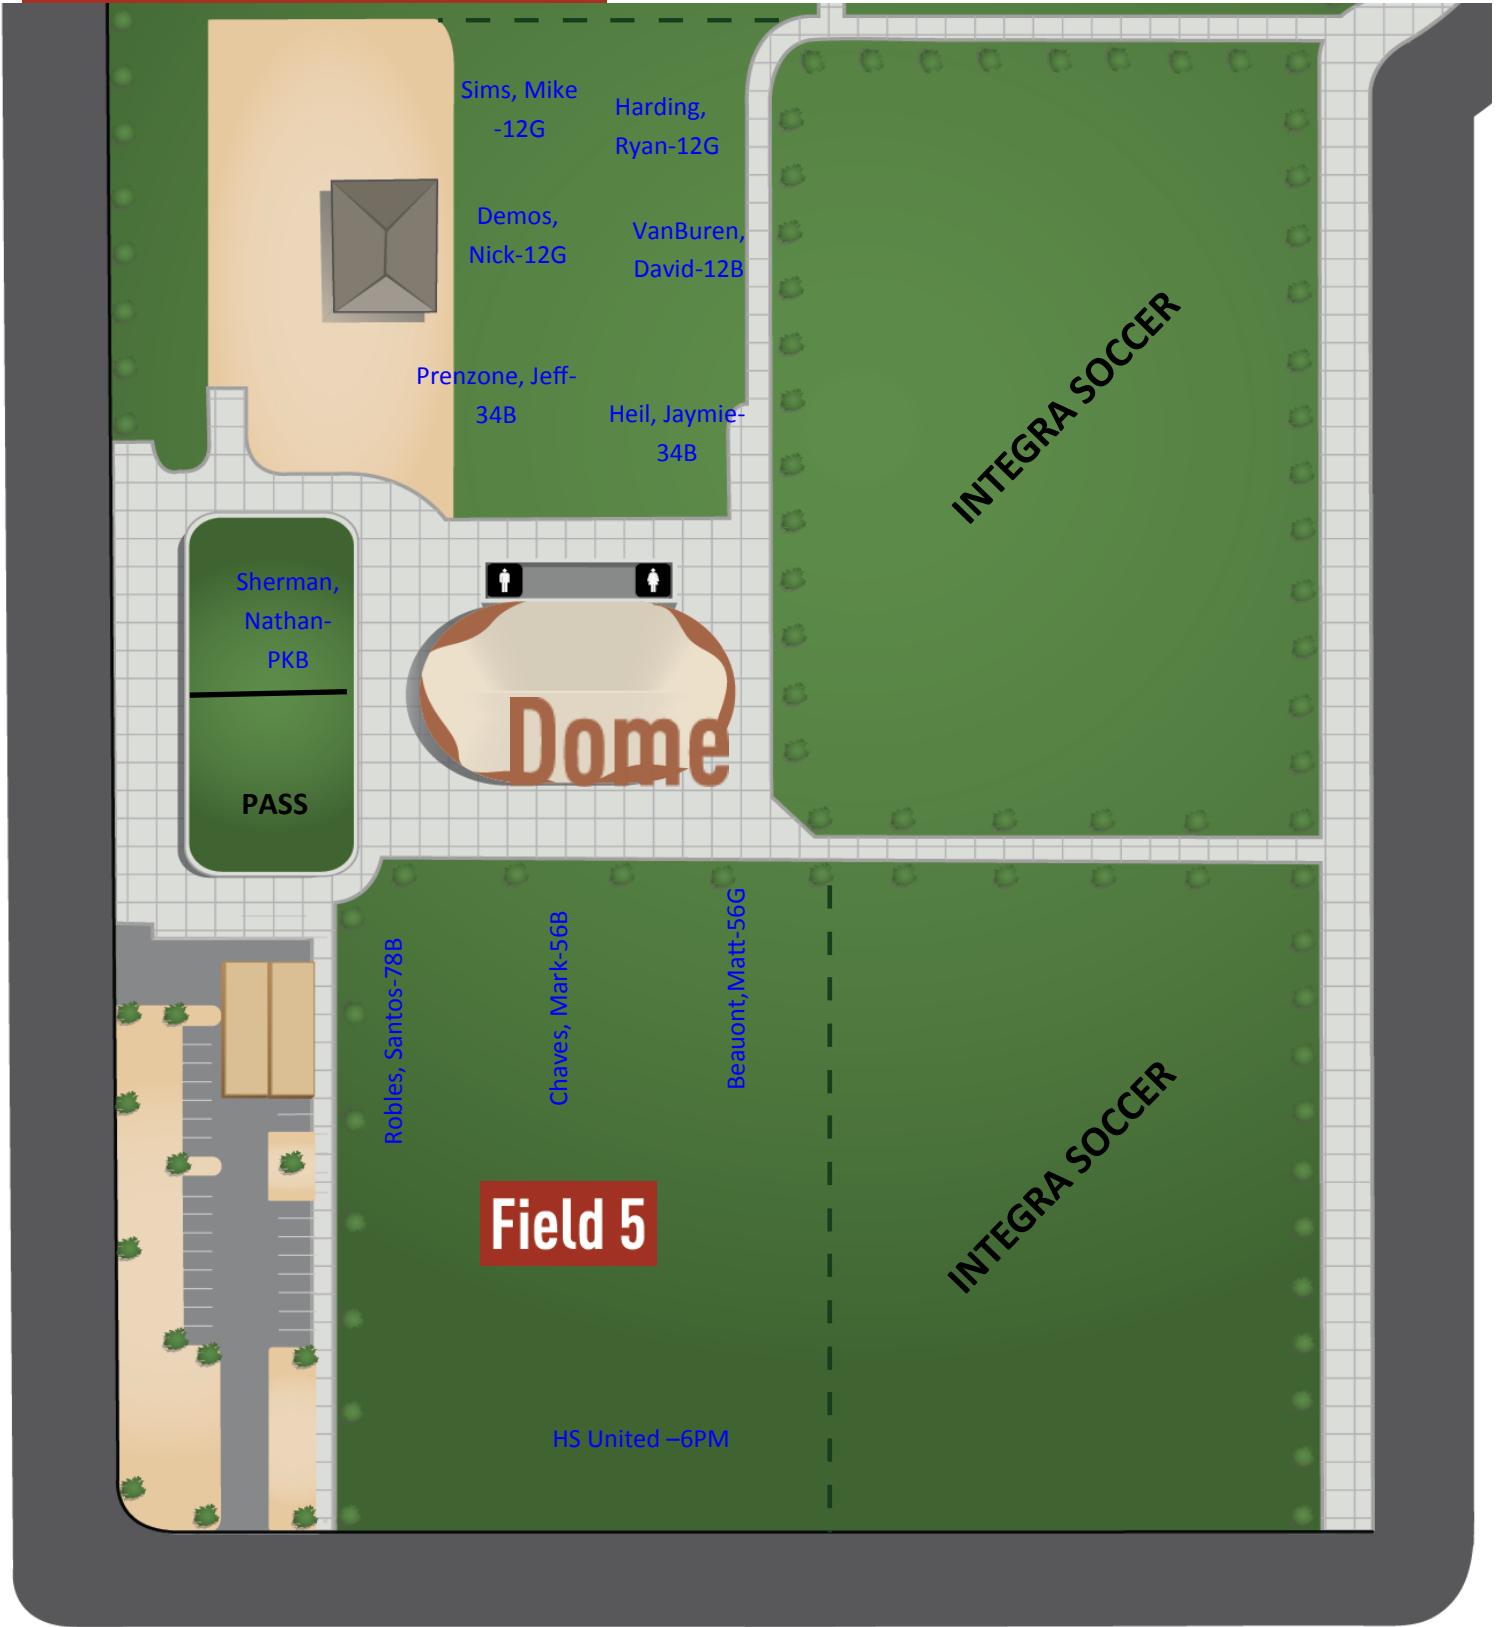 Sims, Mike
-12G
Harding,
Ryan-12G
Demos,
Nick-12G
VanBuren,
David-12B
Prenzone, Jeff-
34B
Heil, Jaymie-
34B
INTEGRA SOCCER
Sherman,
Nathan-
PKB
PASS
Dome
Robles, Santos-78B
Chaves, Mark-56B
Beauont,Matt-56G
INTEGRA SOCCER
Field 5
HS United –6PM